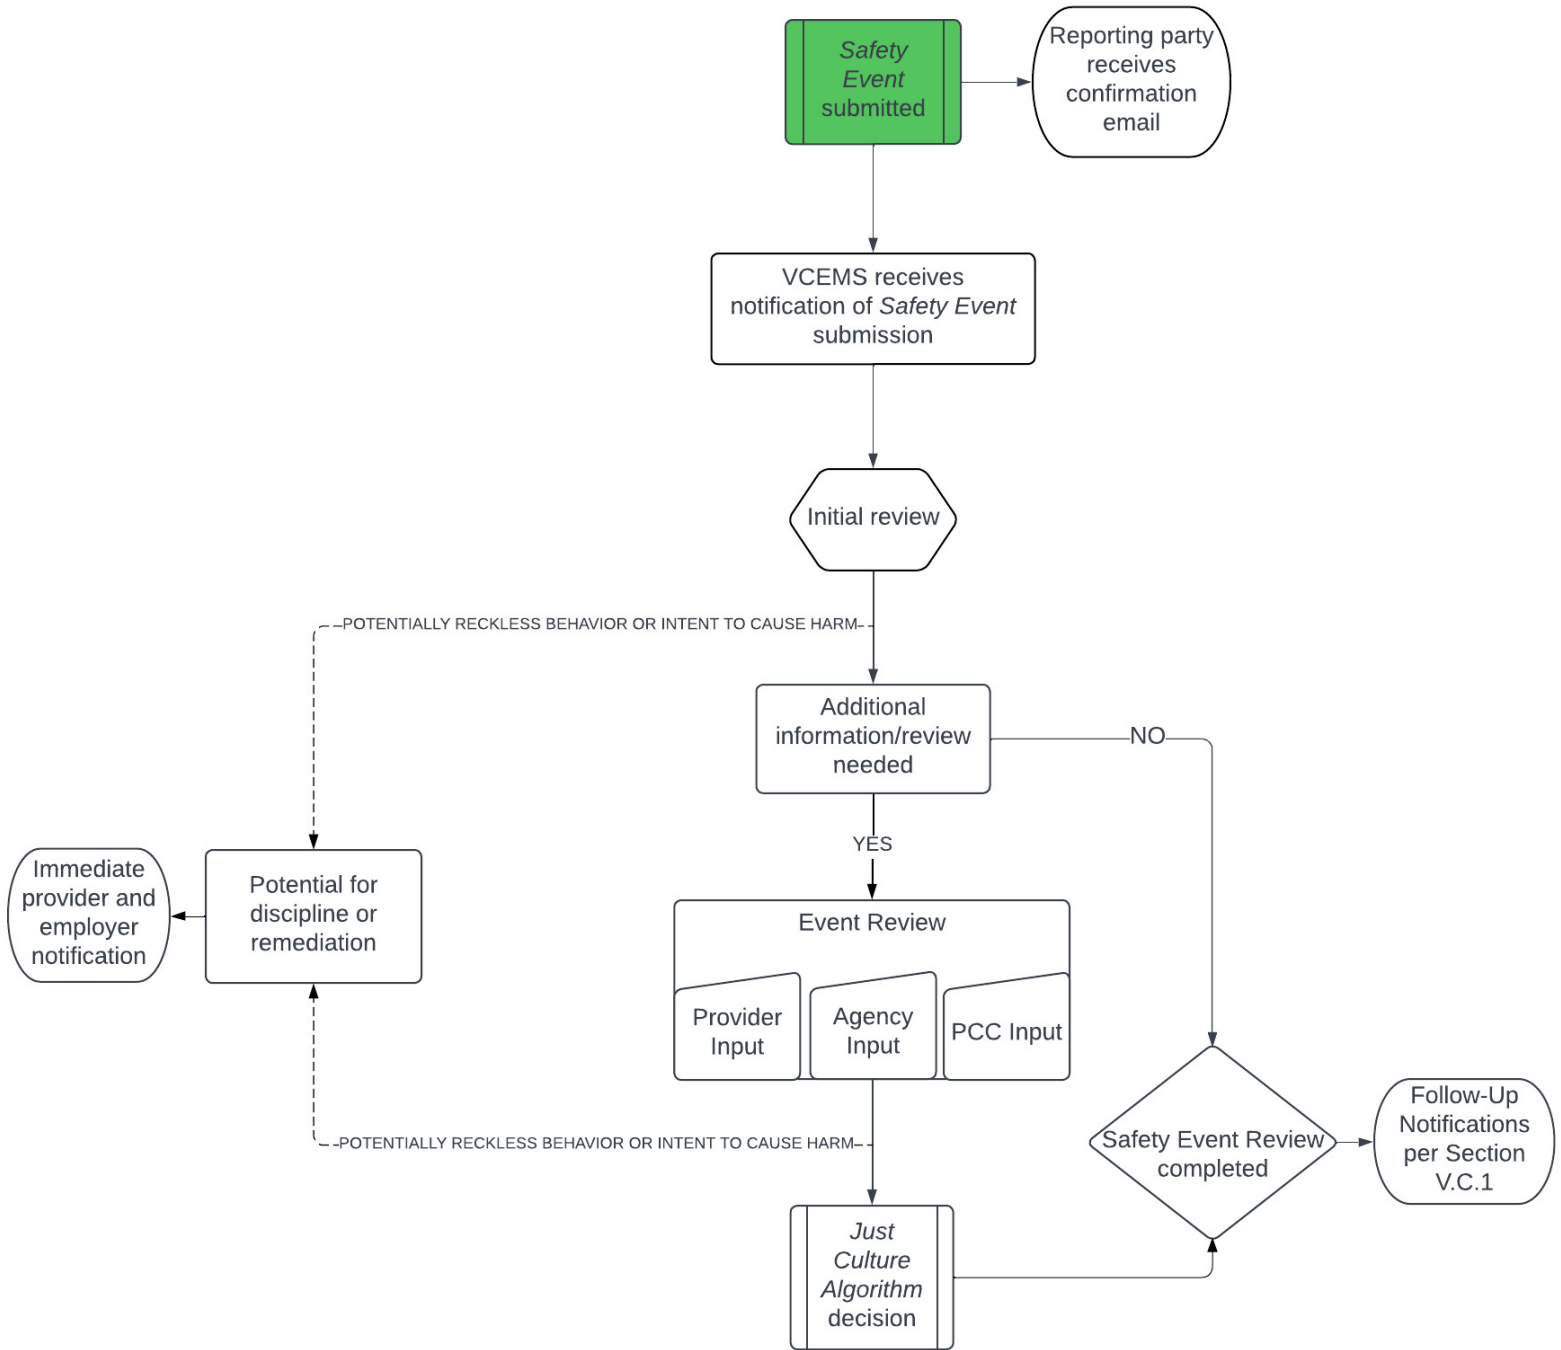 Safety
Event
submitted
Reporting party
receives
confirmation
email
VCEMS receives
notification of Safety Event
submission
Initial review
POTENTIALLY RECKLESS BEHAVIOR OR INTENT TO CAUSE HARM
Additional
information/review
needed
NO
YES
Immediate
provider and
employer
notification
Potential for
discipline or
remediation
Event Review
Provider
Input
Agency
Input
PCC Input
POTENTIALLY RECKLESS BEHAVIOR OR INTENT TO CAUSE HARM
Safety Event Review
completed
Follow-Up
Notifications
per Section
V.C.1
Just
Culture
Algorithm
decision